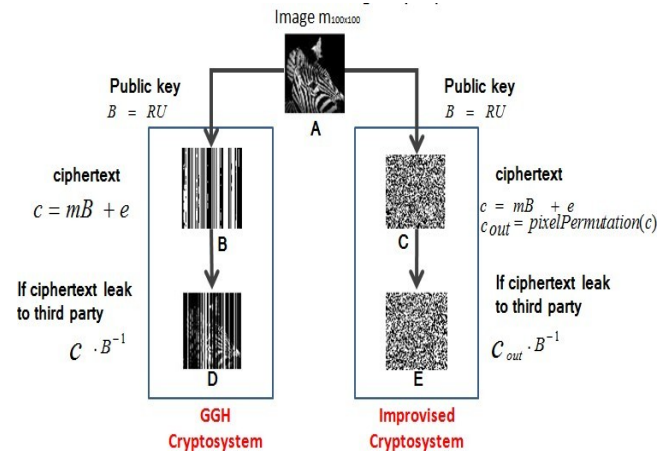 Image m100x100
Public key
B = RU
Public key
B = RU
A
ciphertext
c = mB + e
B
C
ciphertext
c = mB + e
cout = pixelPermutation(c)
If ciphertext leak
to third party
C · B⁻¹
D
E
If ciphertext leak
to third party
Cout · B⁻¹
GGH
Cryptosystem
Improvised
Cryptosystem